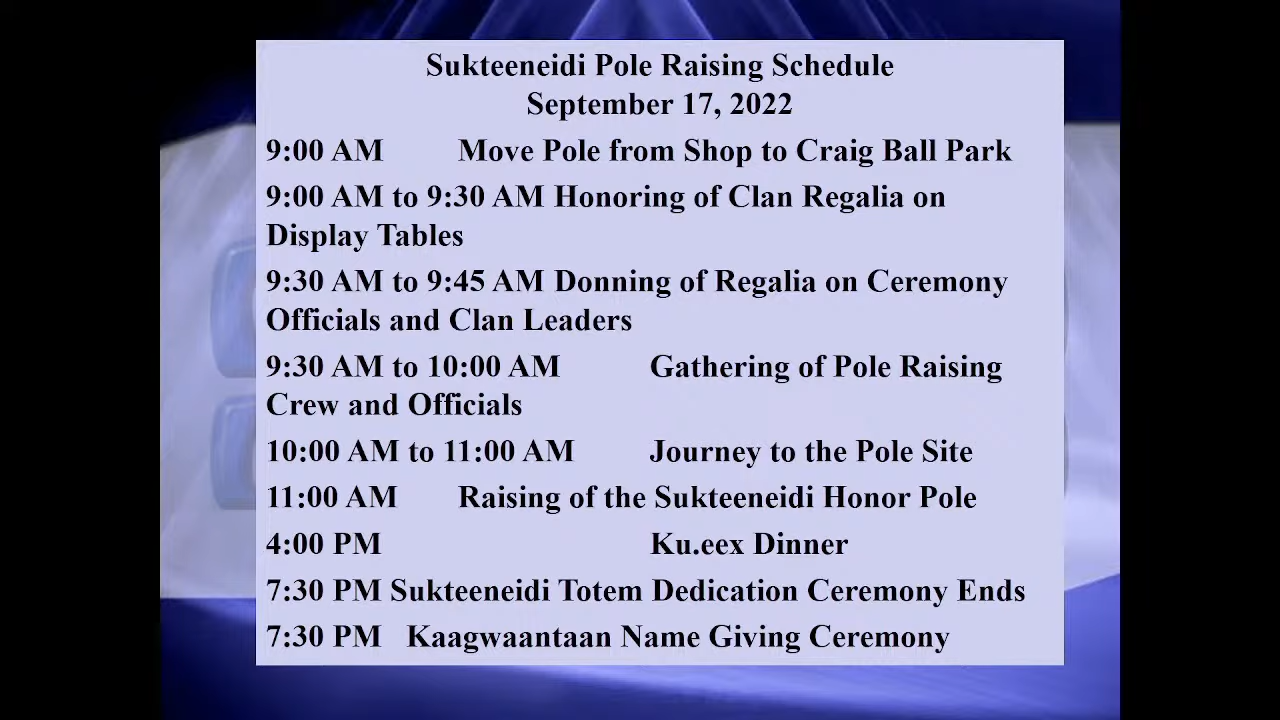 Sukteeneidi Pole Raising Schedule
September 17, 2022
9:00 AM Move Pole from Shop to Craig Ball Park
9:00 AM to 9:30 AM Honoring of Clan Regalia on
Display Tables
9:30 AM to 9:45 AM Donning of Regalia on Ceremony
Officials and Clan Leaders
9:30 AM to 10:00 AM Gathering of Pole Raising
Crew and Officials
10:00 AM to 11:00 AM Journey to the Pole Site
11:00 AM Raising of the Sukteeneidi Honor Pole
4:00 PM Ku.eex Dinner
7:30 PM Sukteeneidi Totem Dedication Ceremony Ends
7:30 PM Kaagwaantaan Name Giving Ceremony